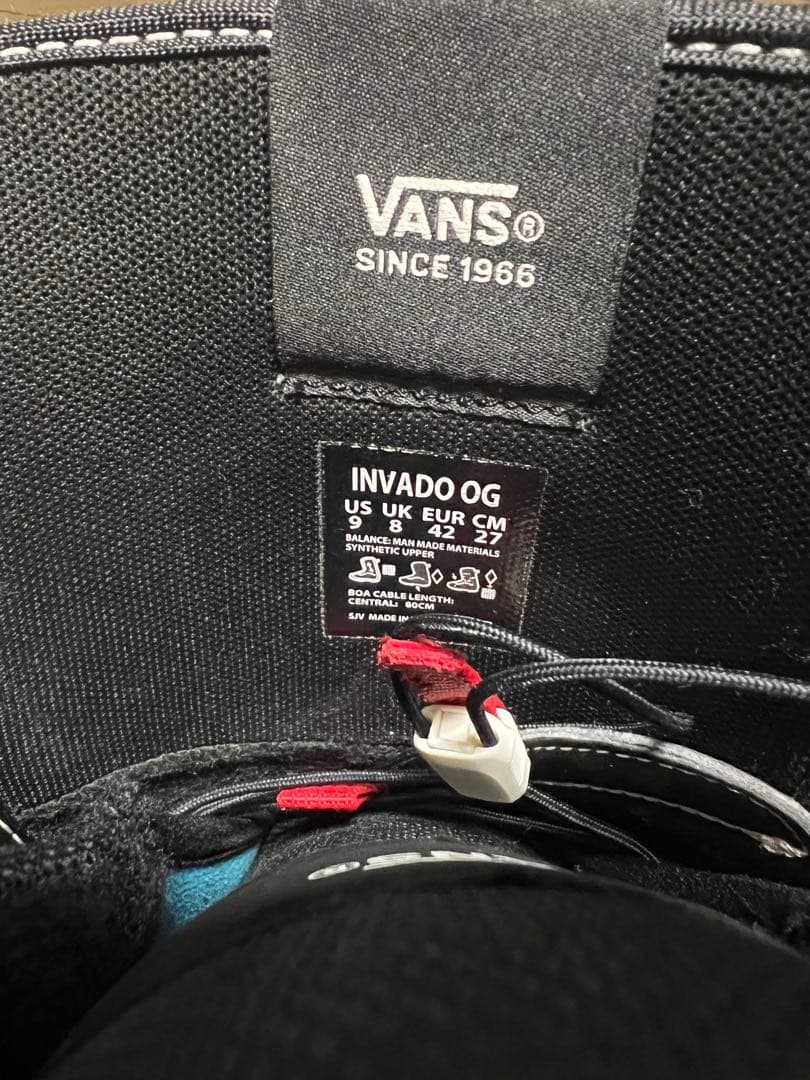 VANS®
SINCE 1966
INVADO OG
US UK EUR CM
9 8 42 27
BALANCE: MAN MADE MATERIALS
SYNTHETIC UPPER
BOA CABLE LENGTH:
CENTRAL: 80CM
SJV MADE IN